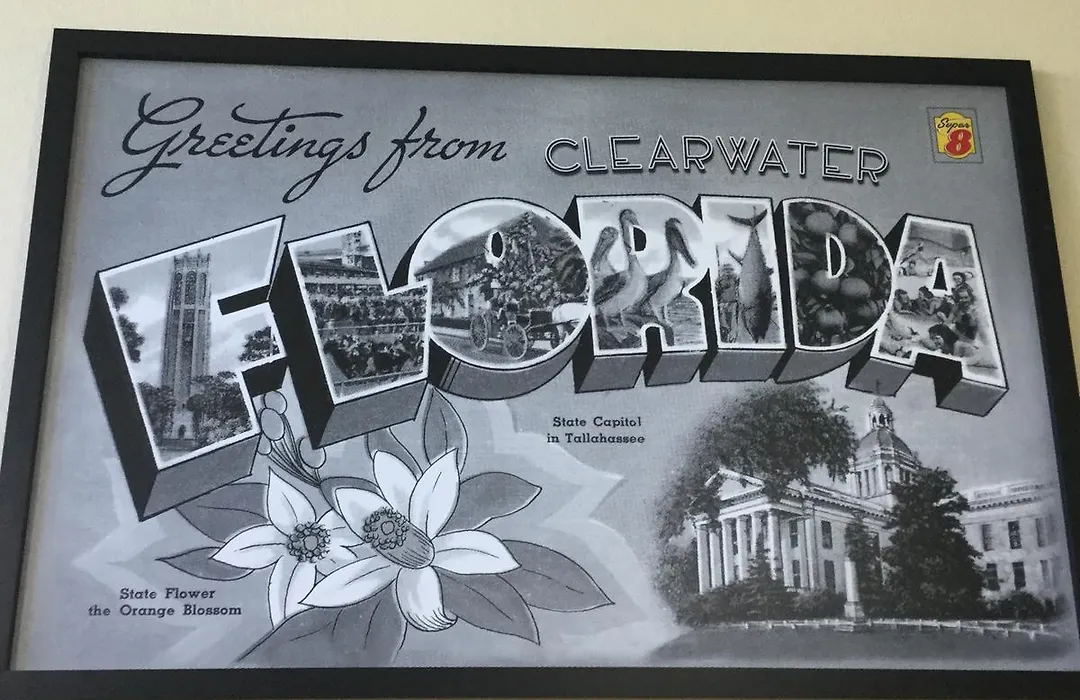 Greetings from CLEARWATER
Super
8
FLORIDA
State Capitol
in Tallahassee
State Flower
the Orange Blossom